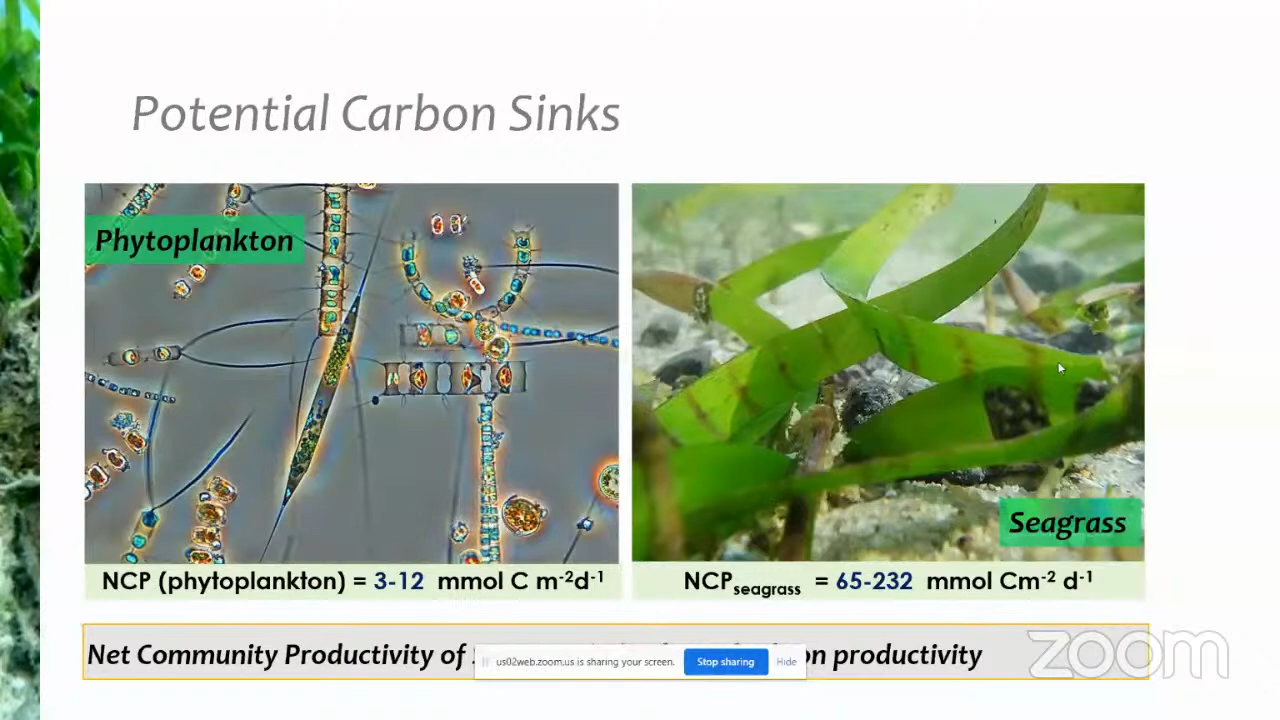 Potential Carbon Sinks
Phytoplankton
Seagrass
NCP (phytoplankton) = 3-12 mmol C m-2d-1
NCPseagrass = 65-232 mmol Cm-2 d-1
Net Community Productivity of
on productivity
us02web.zoom.us is sharing your screen.
Stop sharing
Hide
zoom